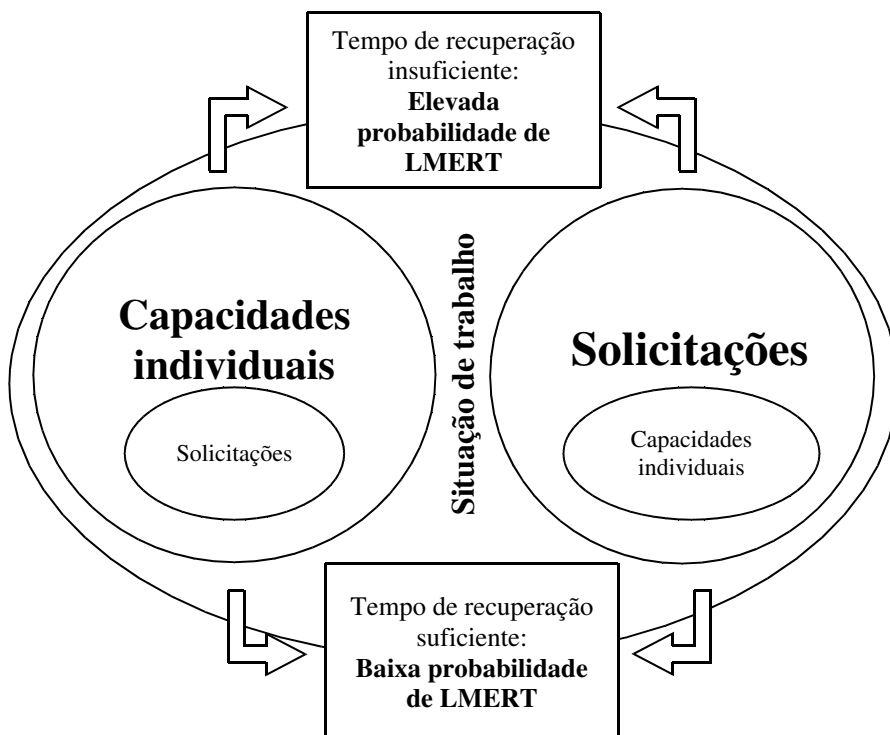 Tempo de recuperação
insuficiente:
Elevada
probabilidade de
LMERT
Capacidades
individuais
Solicitações
Situação de trabalho
Solicitações
Capacidades
individuais
Tempo de recuperação
suficiente:
Baixa probabilidade
de LMERT